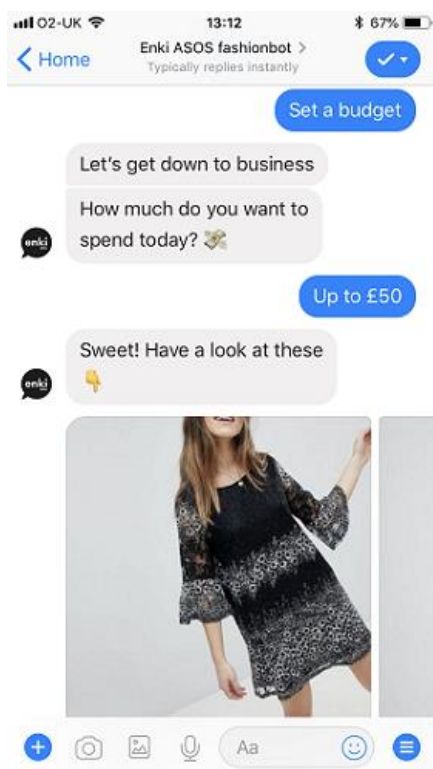 O2-UK 13:12 67%
Home Enki ASOS fashionbot >
Typically replies instantly
Set a budget
Let's get down to business
How much do you want to
spend today? 💸
enki
Up to £50
Sweet! Have a look at these
👇
enki
Aa